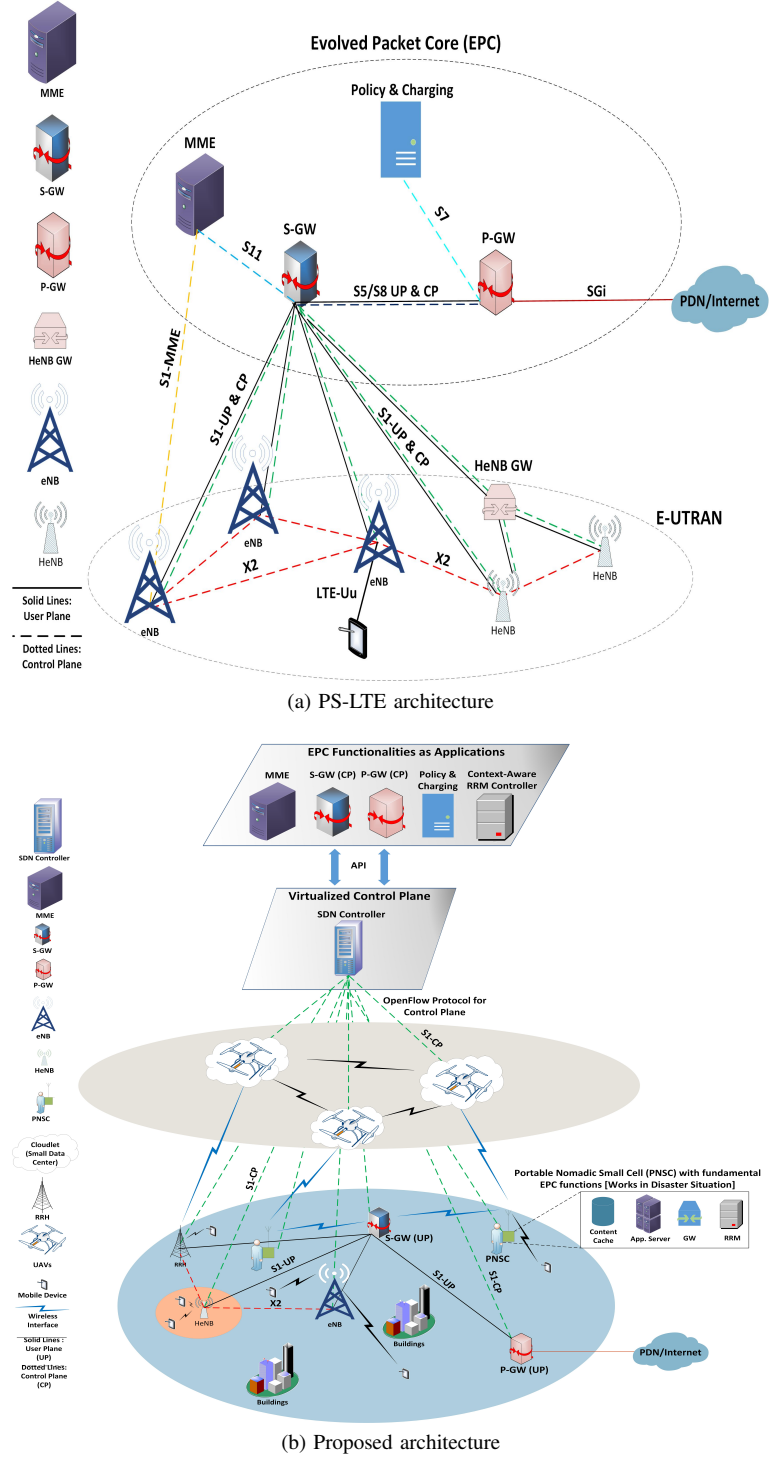 Evolved Packet Core (EPC)
MME
S-GW
P-GW
HeNB GW
eNB
HeNB
Solid Lines:
User Plane
Dotted Lines:
Control Plane
Policy & Charging
MME
S7
S-GW
P-GW
S11
S5/S8 UP & CP
SGi
PDN/Internet
S1-MME
S1-UP & CP
S1-UP & CP
HeNB GW
E-UTRAN
eNB
X2
eNB
X2
HeNB
LTE-Uu
eNB
HeNB
(a) PS-LTE architecture
SDN Controller
MME
S-GW
P-GW
eNB
HeNB
PNSC
Cloudlet
(Small Data
Center)
RRH
UAVs
Mobile Device
Wireless
Interface
Solid Lines :
User Plane
(UP)
Dotted Lines:
Control Plane
(CP)
EPC Functionalities as Applications
MME
S-GW (CP)
P-GW (CP)
Policy &
Charging
Context-Aware
RRM Controller
API
Virtualized Control Plane
SDN Controller
OpenFlow Protocol for
Control Plane
S1-CP
S1-CP
Portable Nomadic Small Cell (PNSC) with fundamental
EPC functions [Works in Disaster Situation]
Content
Cache
App. Server
GW
RRM
S-GW (UP)
PNSC
RRH
S1-UP
S1-UP
S1-CP
X2
HeNB
eNB
Buildings
Buildings
P-GW (UP)
PDN/Internet
(b) Proposed architecture